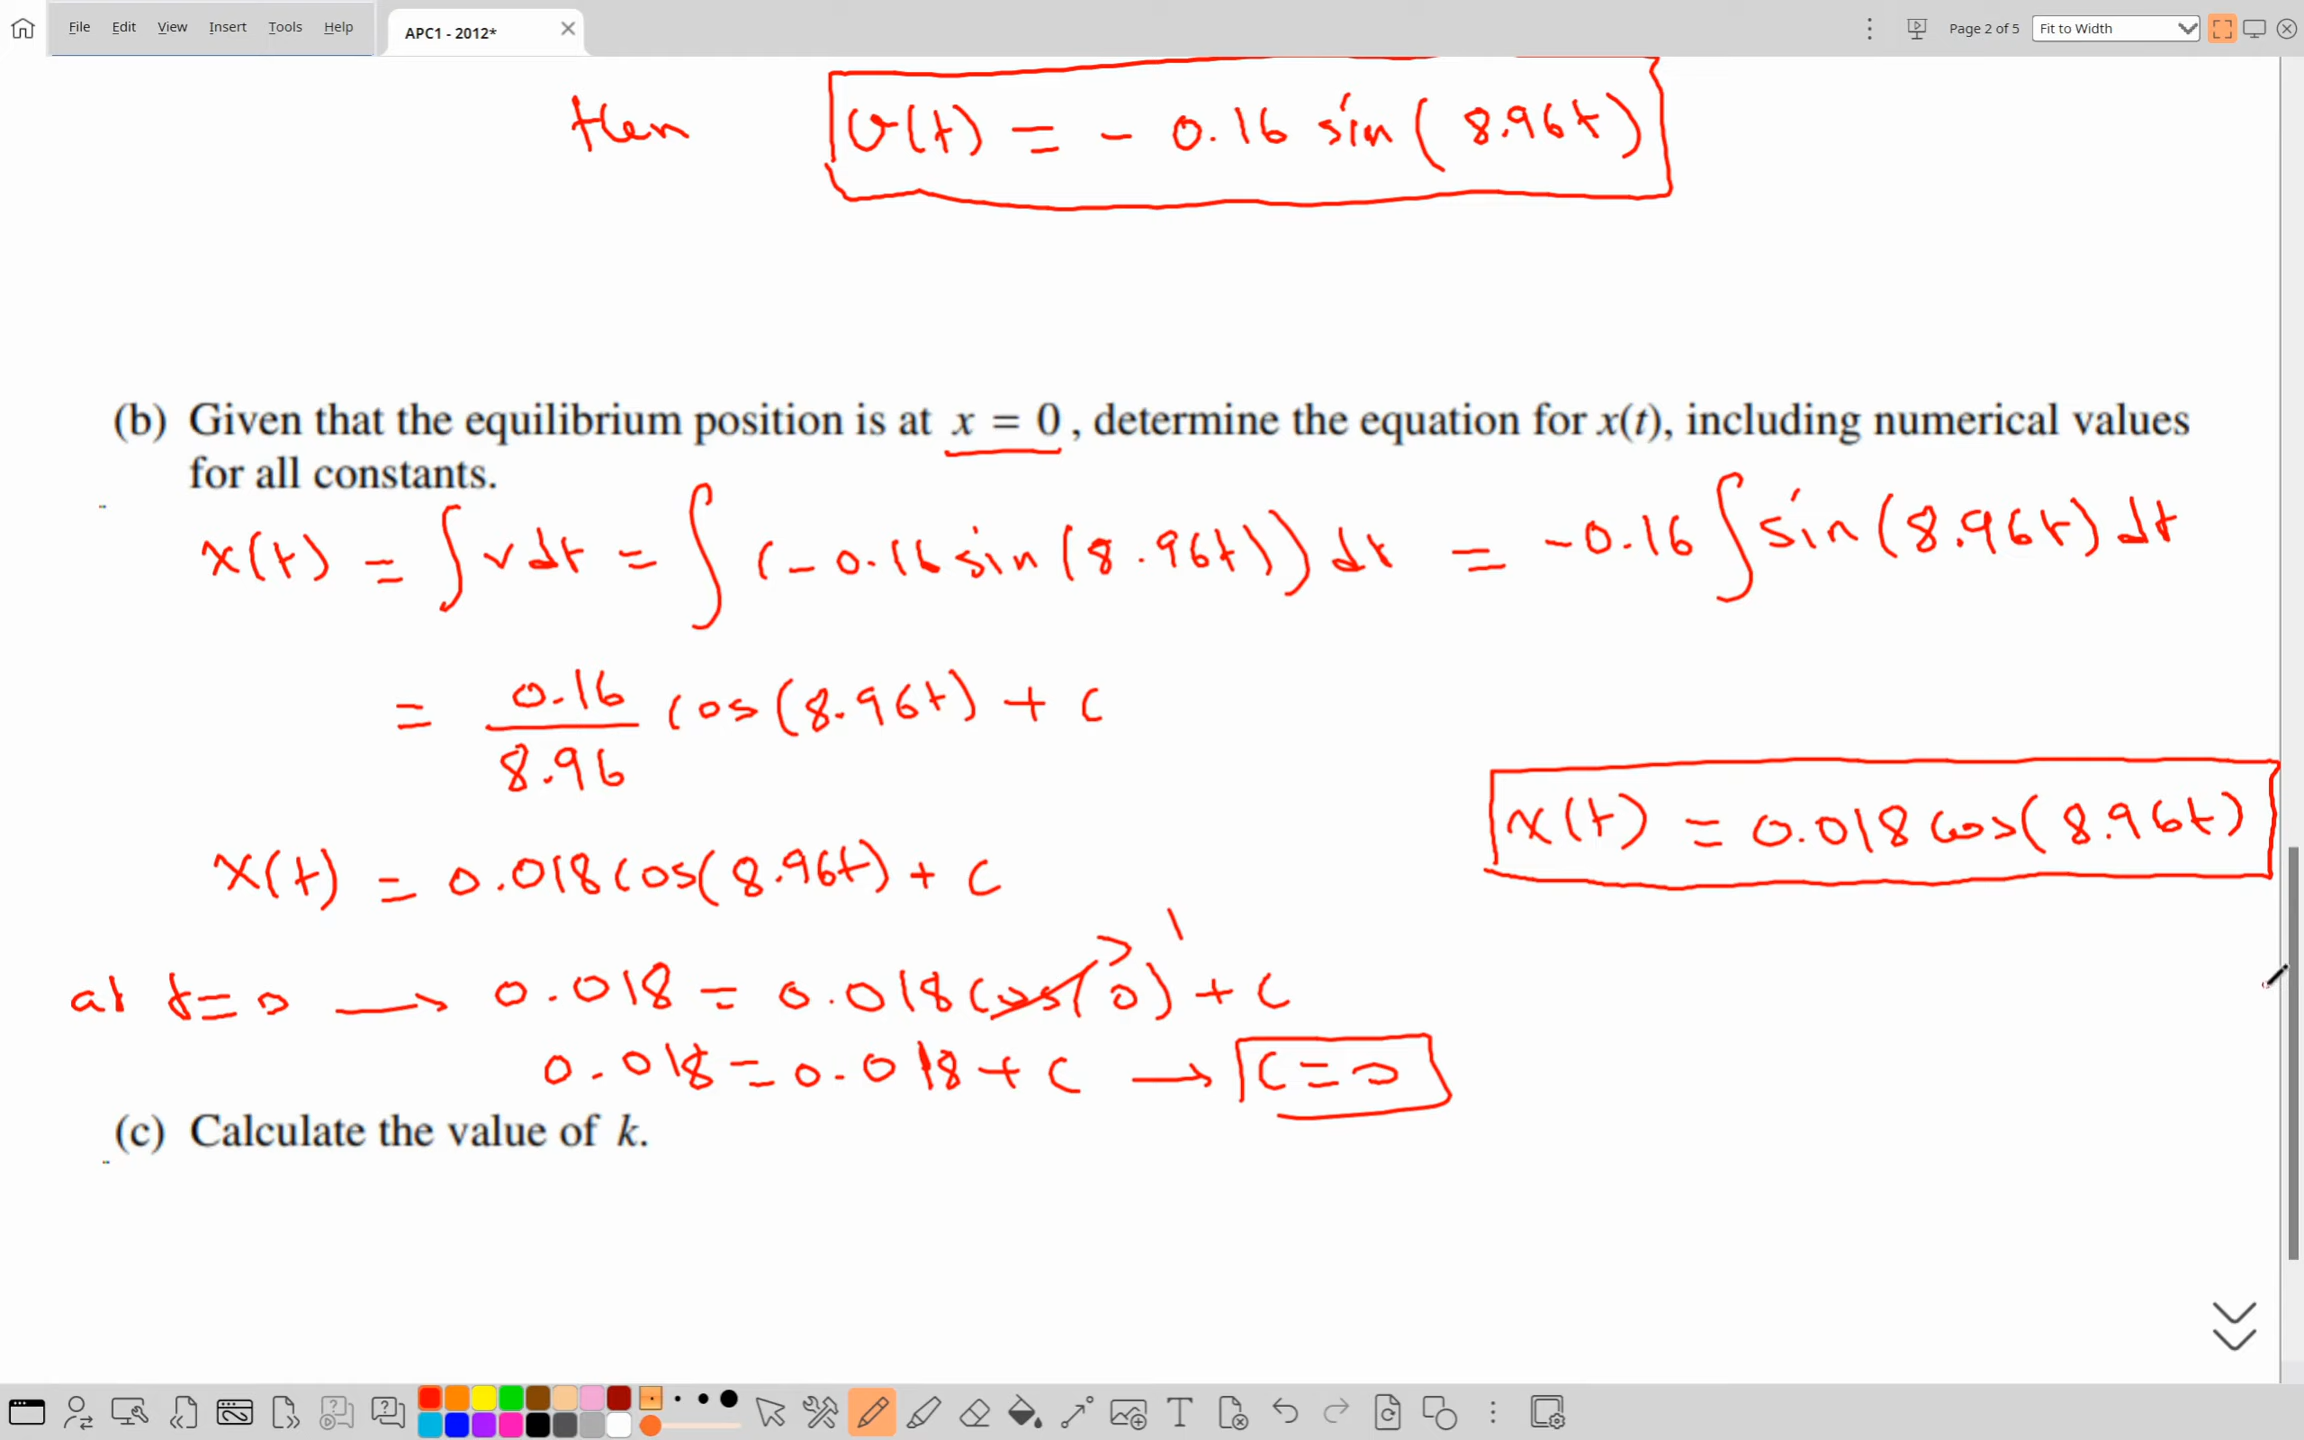 File Edit View Insert Tools Help
APC1 - 2012*
Page 2 of 5
Fit to Width
then v(t) = - 0.16 sin( 8.96t)
(b) Given that the equilibrium position is at x = 0 , determine the equation for x(t), including numerical values
for all constants.
x(t) = ∫ v dt = ∫ (-0.16 sin(8.96t)) dt = -0.16 ∫ sin(8.96t) dt
= 0.16/8.96 cos(8.96t) + c
x(t) = 0.018 cos(8.96t)
x(t) = 0.018 cos(8.96t) + c
at t=0 → 0.018 = 0.018 cos(0) + c
1
0.018 = 0.018 + c → c = 0
(c) Calculate the value of k.